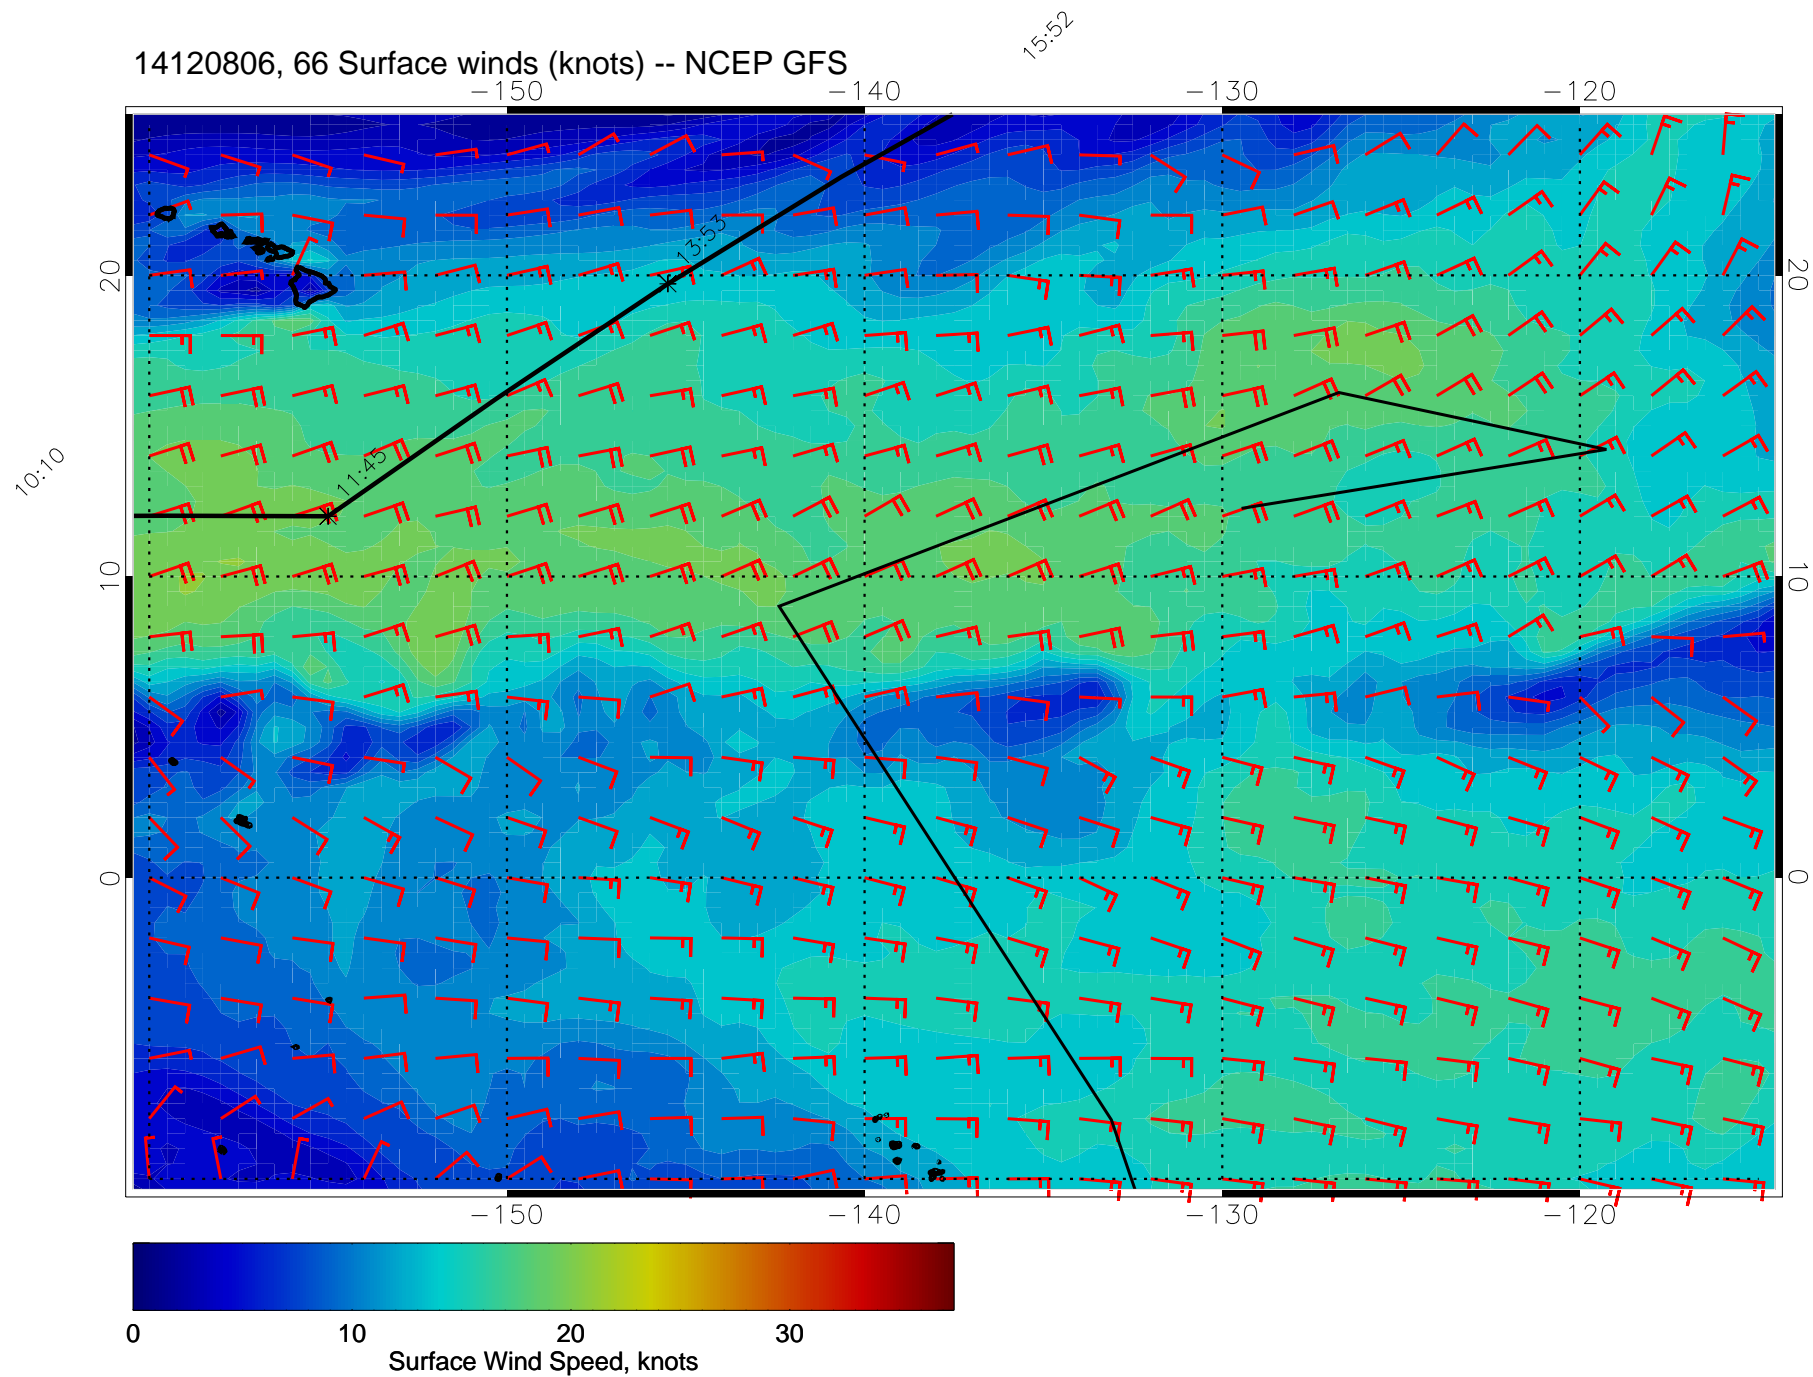 15:52
14120806, 66 Surface winds (knots) -- NCEP GFS
-150 -140 -130 -120
13:53
20 20
11:45
10:10
10 10
0 0
-150 -140 -130 -120
0 10 20 30
Surface Wind Speed, knots